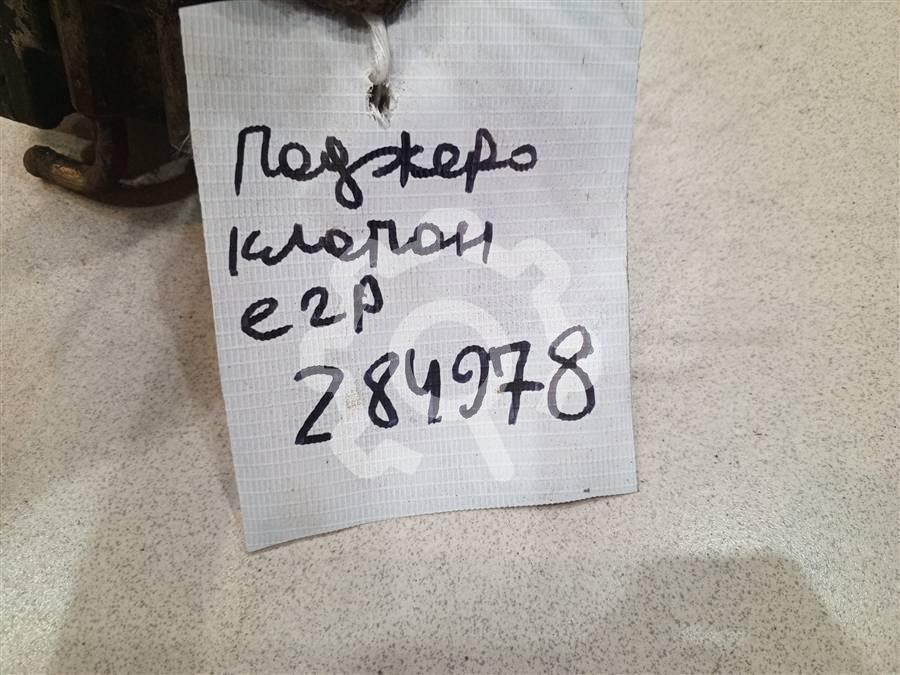 Паджеро
клапан
егр
284978